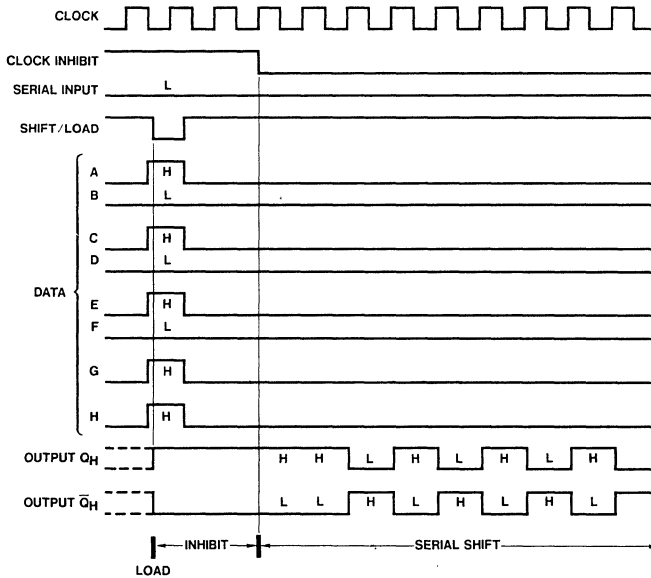 CLOCK
CLOCK INHIBIT
SERIAL INPUT L
SHIFT/LOAD
A H
B L
C H
D L
DATA
E H
F L
G H
H H
OUTPUT QH H H L H L H L H
OUTPUT Q̅H L L H L H L H L
INHIBIT SERIAL SHIFT
LOAD